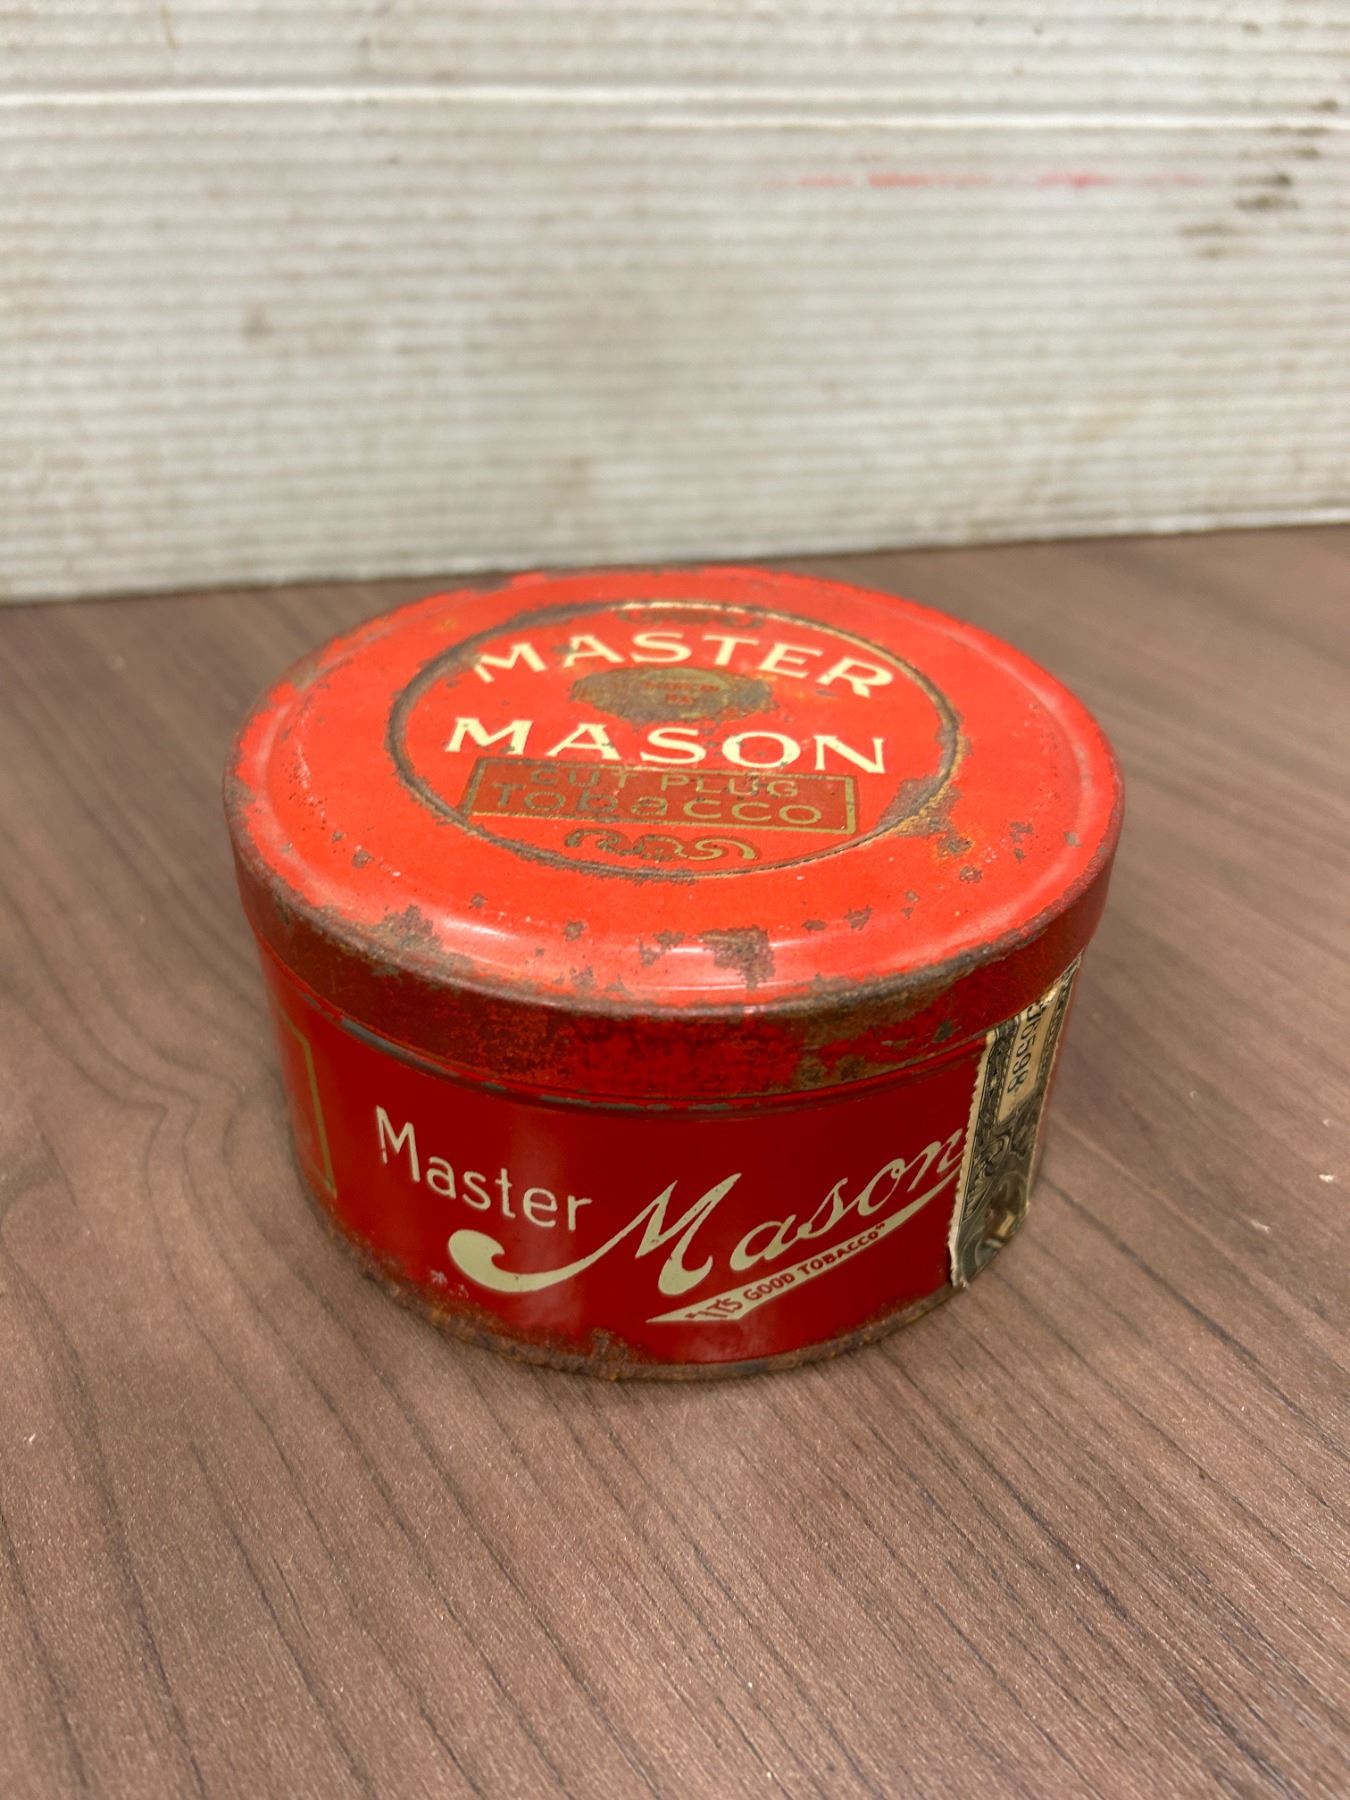 MASTER
MASON
CUT PLUG
Tobacco
Master Mason
"IT'S GOOD TOBACCO"